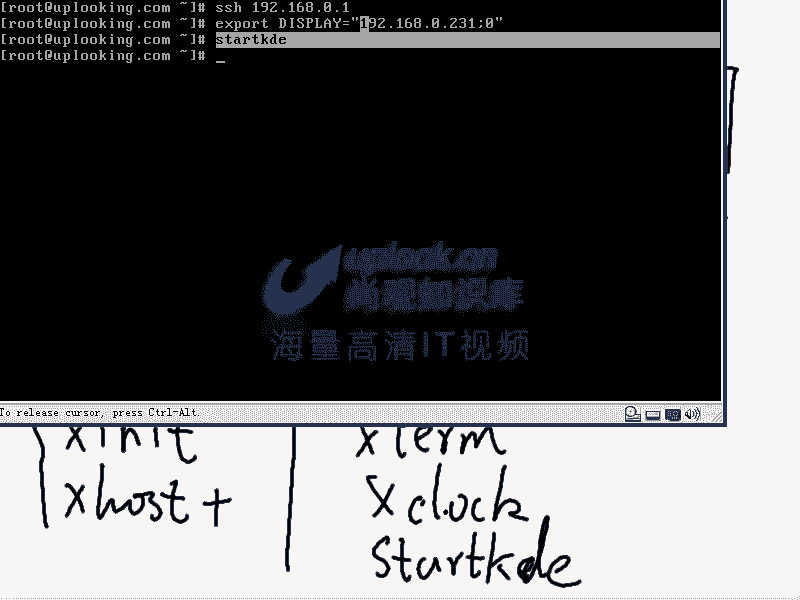 [root@uplooking.com ~]# ssh 192.168.0.1
[root@uplooking.com ~]# export DISPLAY="192.168.0.231;0"
[root@uplooking.com ~]# startkde
[root@uplooking.com ~]# _
uplook.cn
尚观知识库
海量高清IT视频
To release cursor, press Ctrl-Alt.
xinit
xterm
xhost+
xclock
startkde